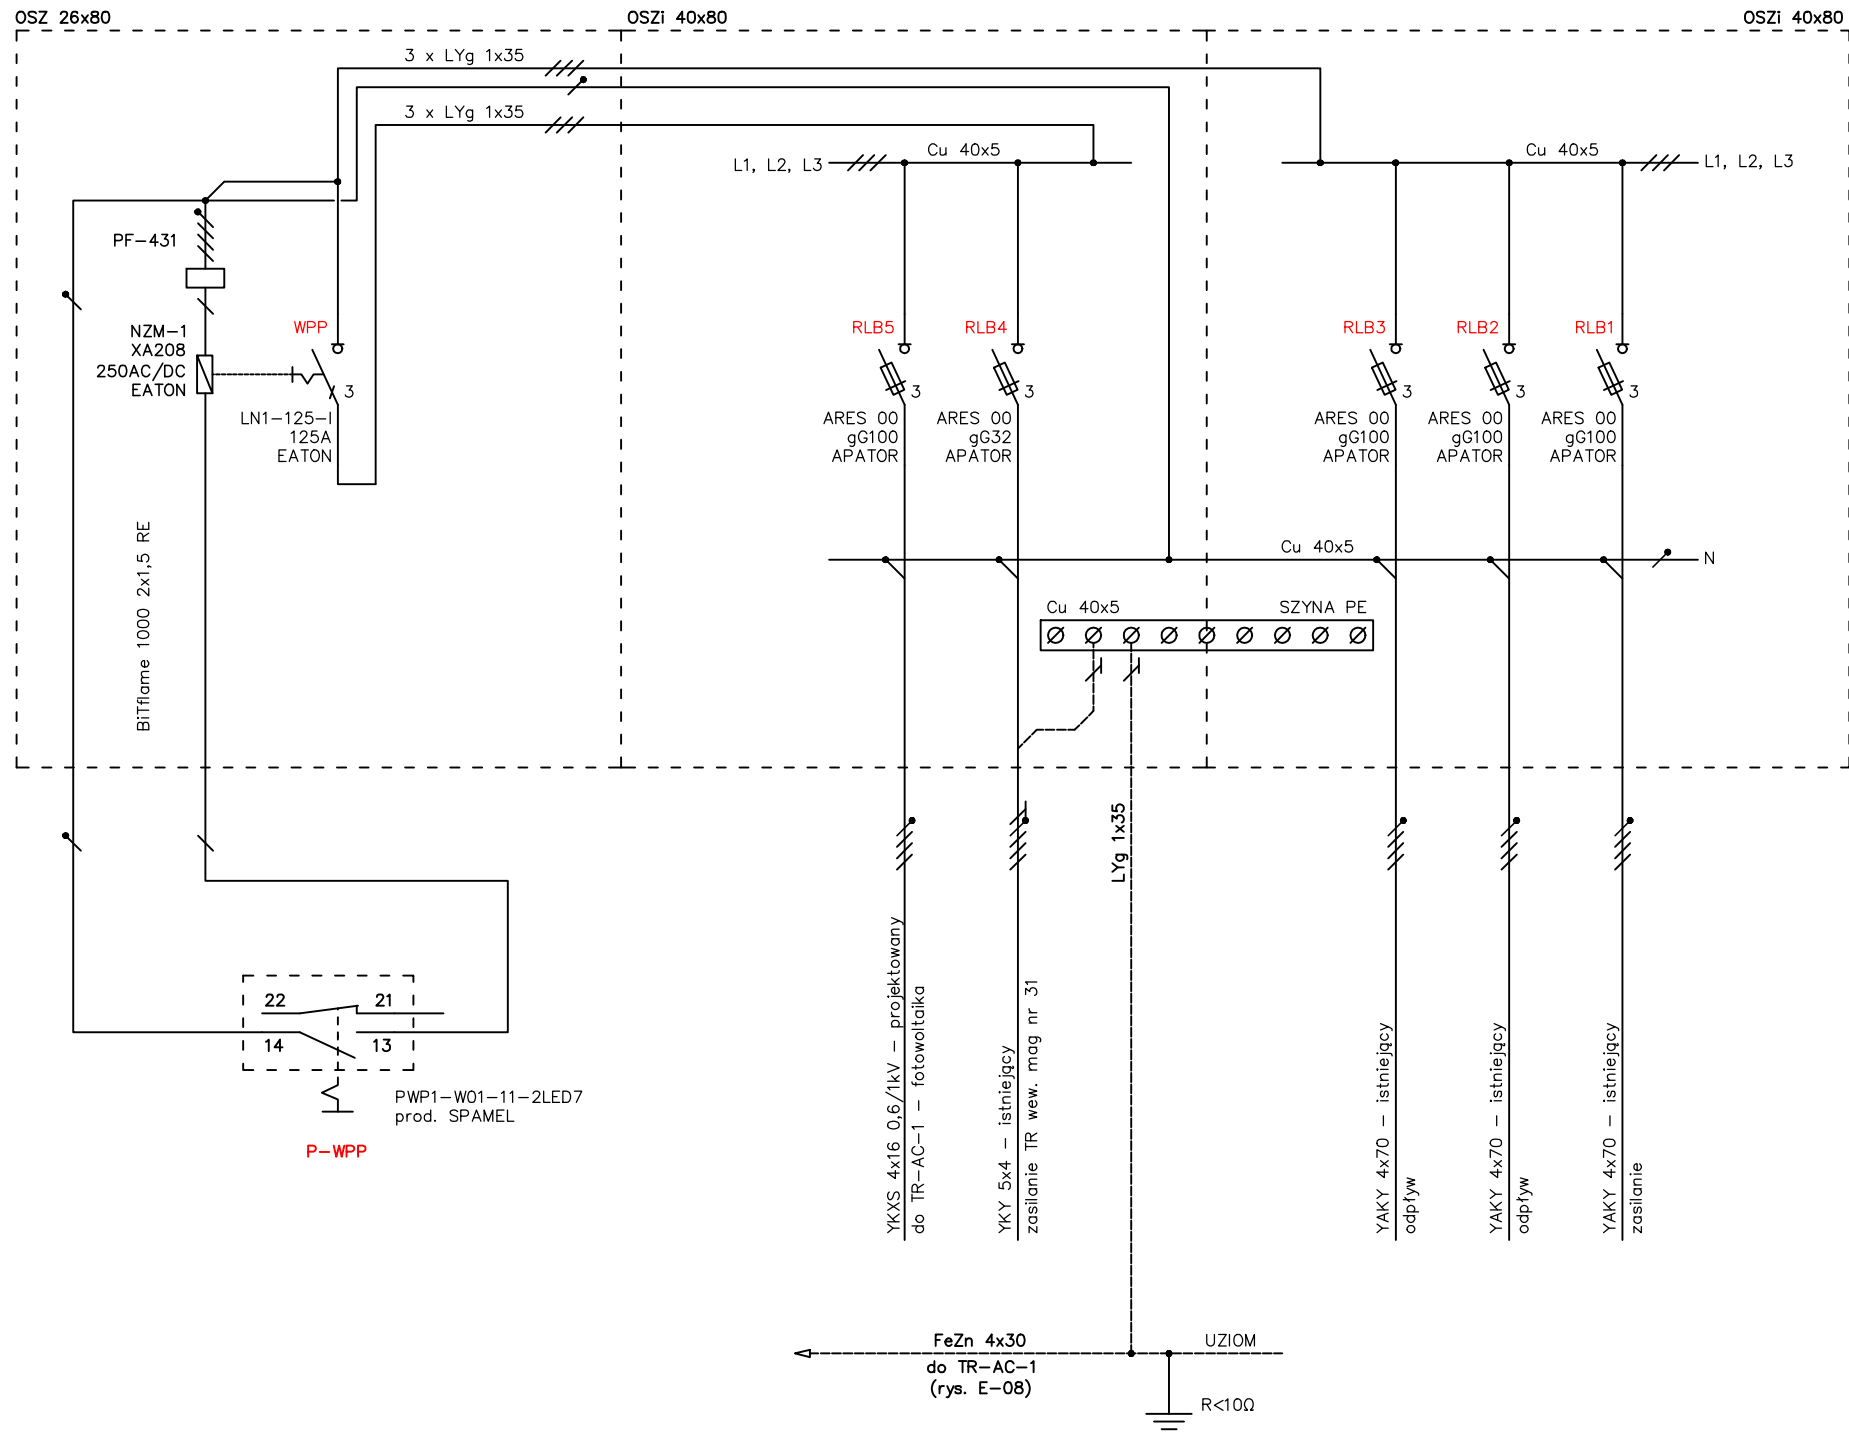 OSZ 26x80
OSZi 40x80
OSZi 40x80
3 x LYg 1x35
3 x LYg 1x35
L1, L2, L3
Cu 40x5
Cu 40x5
L1, L2, L3
PF-431
NZM-1
XA208
250AC/DC
EATON
WPP
3
LN1-125-I
125A
EATON
RLB5
3
ARES 00
gG100
APATOR
RLB4
3
ARES 00
gG32
APATOR
RLB3
3
ARES 00
gG100
APATOR
RLB2
3
ARES 00
gG100
APATOR
RLB1
3
ARES 00
gG100
APATOR
BiTflame 1000 2x1,5 RE
Cu 40x5
N
Cu 40x5
SZYNA PE
LYg 1x35
22
21
14
13
PWP1-W01-11-2LED7
prod. SPAMEL
P-WPP
YKXS 4x16 0,6/1kV - projektowany
do TR-AC-1 - fotowoltaika
YKY 5x4 - istniejący
zasilanie TR wew. mag nr 31
YAKY 4x70 - istniejący
odpływ
YAKY 4x70 - istniejący
odpływ
YAKY 4x70 - istniejący
zasilanie
FeZn 4x30
do TR-AC-1
(rys. E-08)
UZIOM
R<10Ω